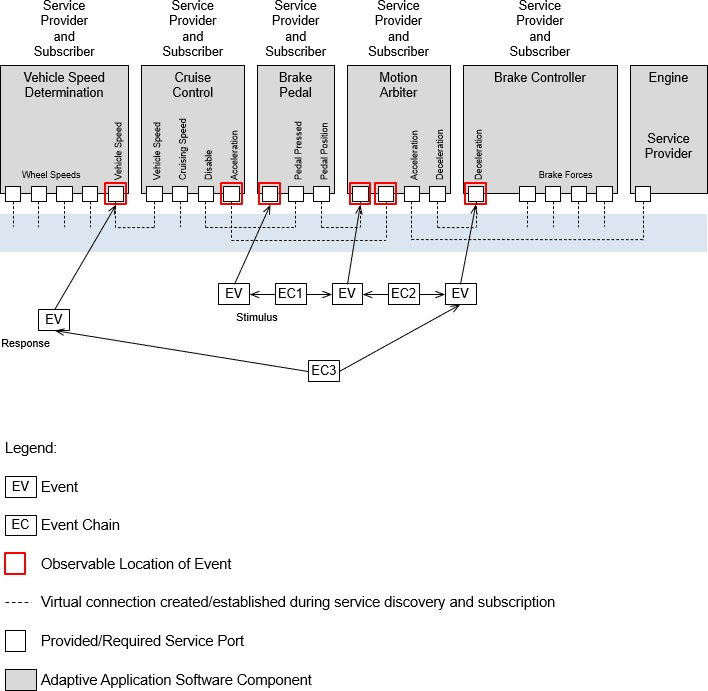 Service
Provider
and
Subscriber
Service
Provider
and
Subscriber
Service
Provider
and
Subscriber
Service
Provider
and
Subscriber
Service
Provider
and
Subscriber
Vehicle Speed
Determination
Cruise
Control
Brake
Pedal
Motion
Arbiter
Brake Controller
Engine
Service
Provider
Wheel Speeds
Vehicle Speed
Vehicle Speed
Cruising Speed
Disable
Acceleration
Pedal Pressed
Pedal Position
Acceleration
Deceleration
Deceleration
Brake Forces
EV
EC1
EV
EC2
EV
Stimulus
EV
Response
EC3
Legend:
EV Event
EC Event Chain
Observable Location of Event
Virtual connection created/established during service discovery and subscription
Provided/Required Service Port
Adaptive Application Software Component